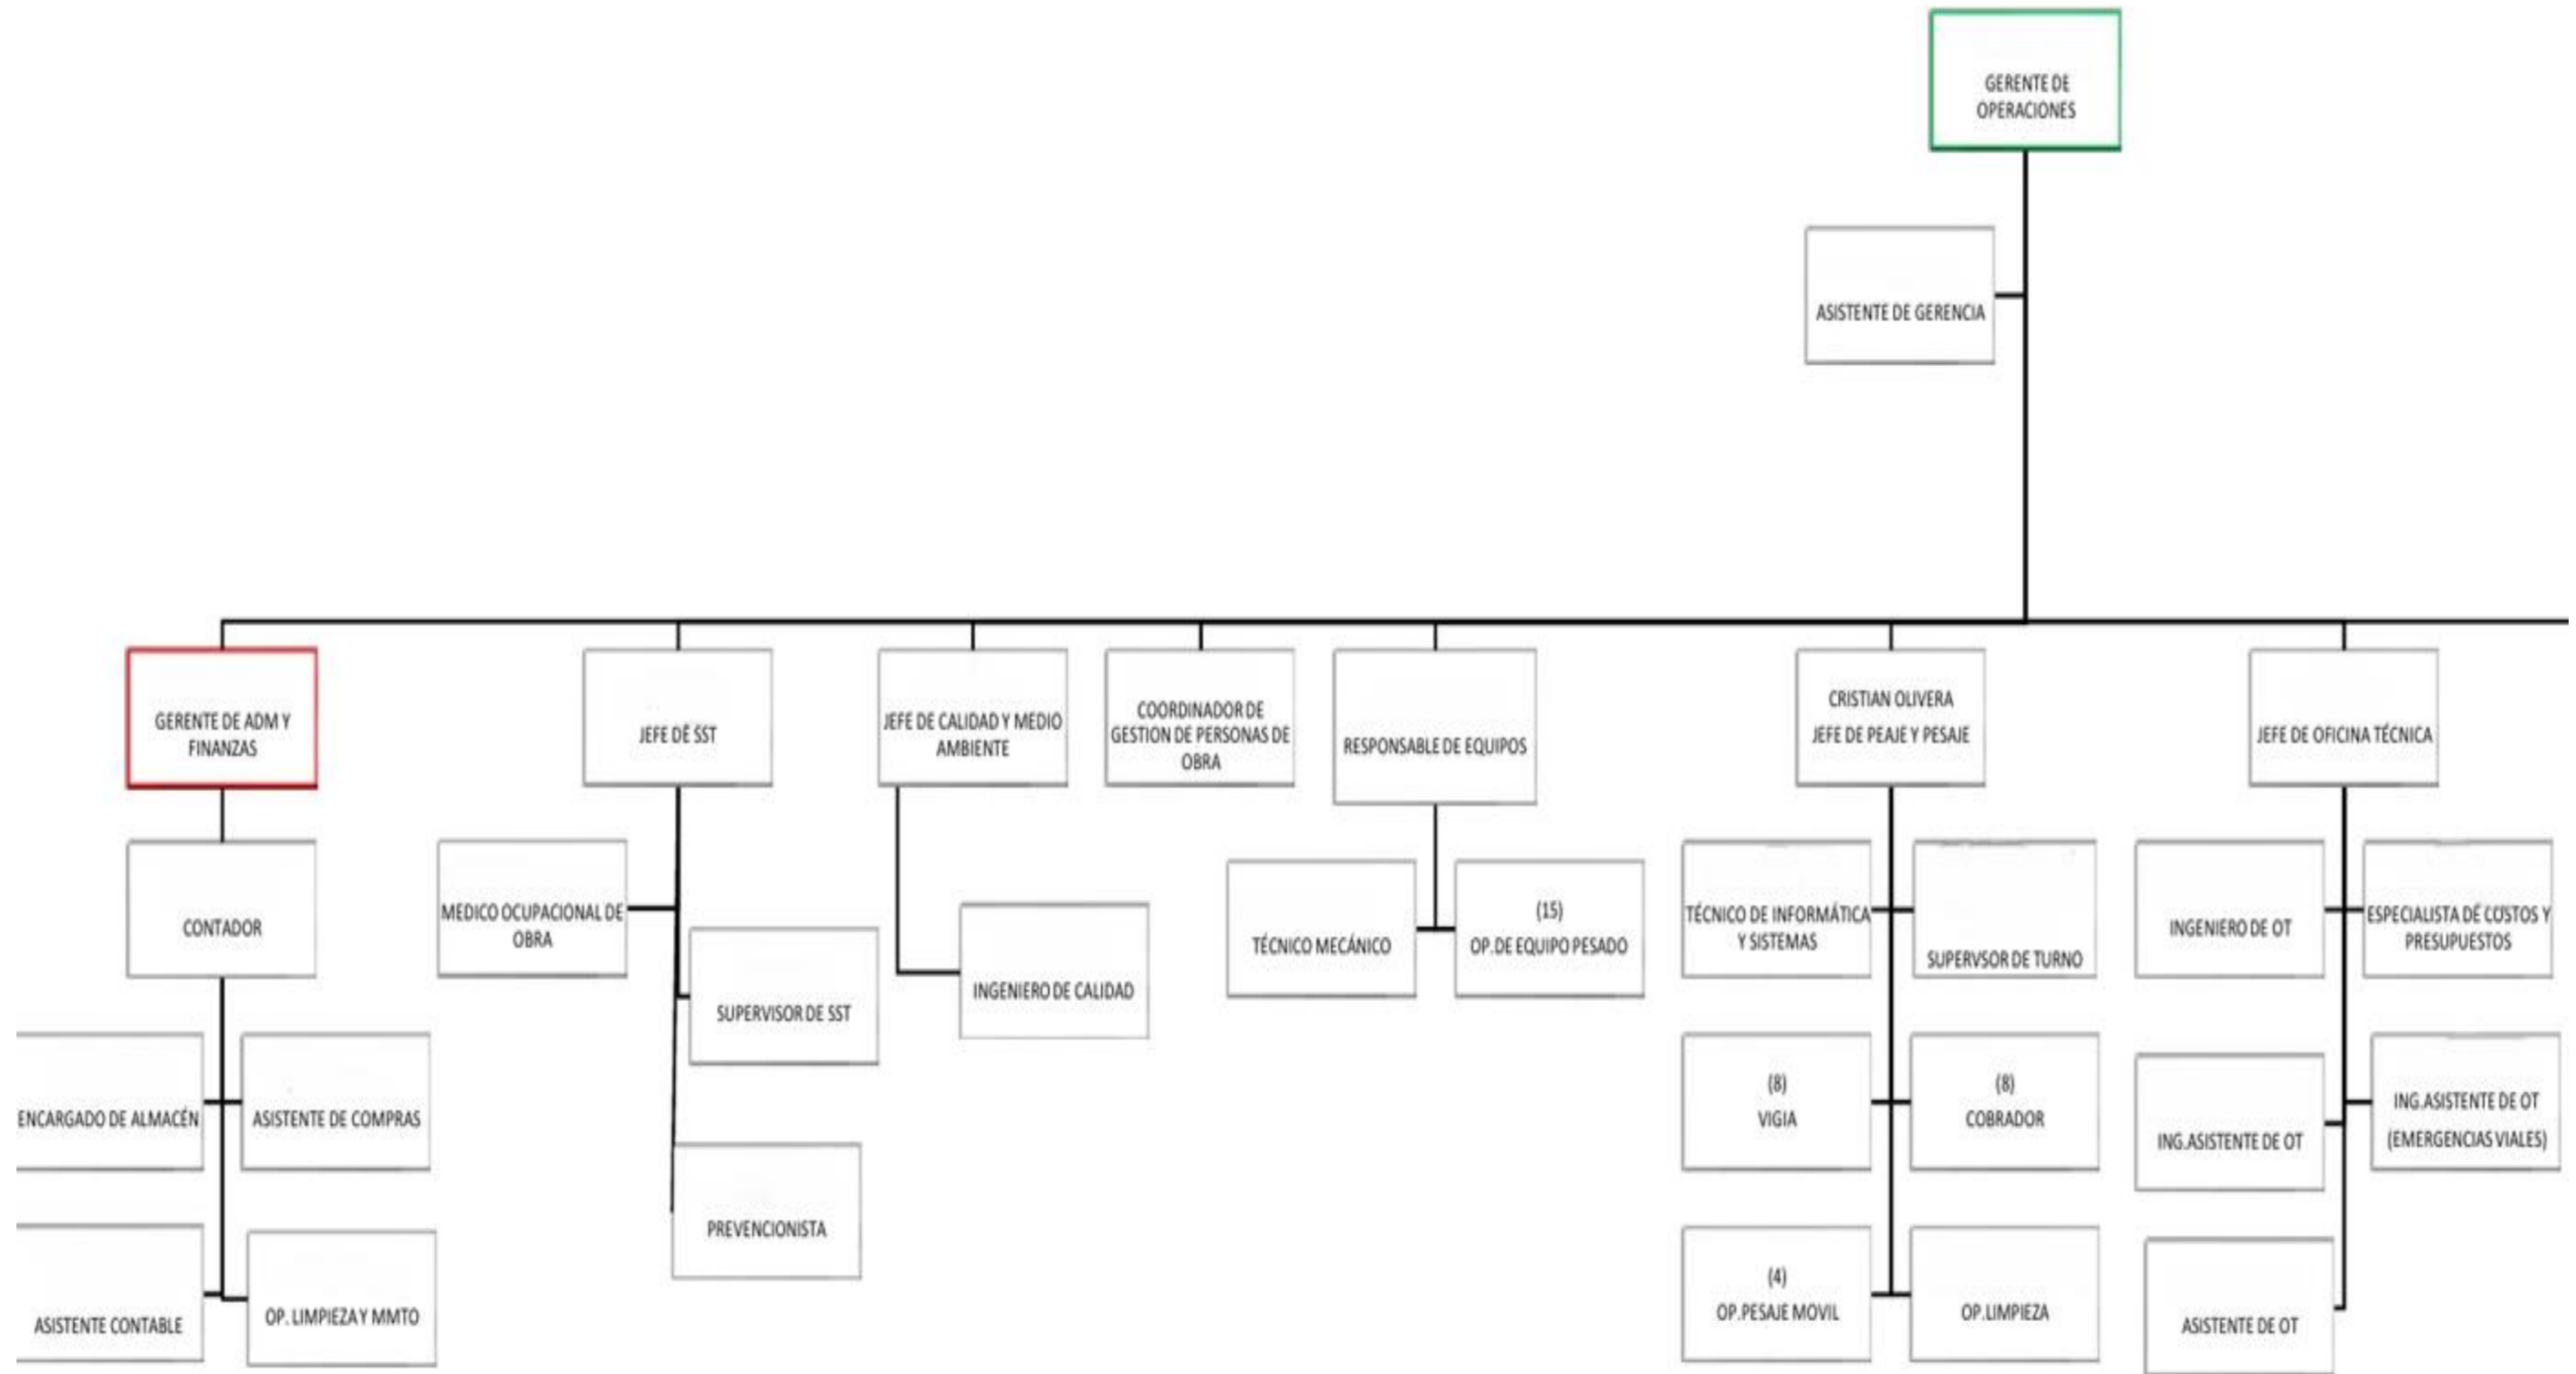 GERENTE DE
OPERACIONES
ASISTENTE DE GERENCIA
GERENTE DE ADM Y
FINANZAS
JEFE DE SST
JEFE DE CALIDAD Y MEDIO
AMBIENTE
COORDINADOR DE
GESTION DE PERSONAS DE
OBRA
RESPONSABLE DE EQUIPOS
CRISTIAN OLIVERA
JEFE DE PEAJE Y PESAJE
JEFE DE OFICINA TÉCNICA
CONTADOR
MEDICO OCUPACIONAL DE
OBRA
SUPERVISOR DE SST
INGENIERO DE CALIDAD
TÉCNICO MECÁNICO
(15)
OP.DE EQUIPO PESADO
TÉCNICO DE INFORMÁTICA
Y SISTEMAS
SUPERVSOR DE TURNO
INGENIERO DE OT
ESPECIALISTA DE COSTOS Y
PRESUPUESTOS
ENCARGADO DE ALMACÉN
ASISTENTE DE COMPRAS
PREVENCIONISTA
(8)
VIGIA
(8)
COBRADOR
ING.ASISTENTE DE OT
ING.ASISTENTE DE OT
(EMERGENCIAS VIALES)
ASISTENTE CONTABLE
OP. LIMPIEZA Y MMTO
(4)
OP.PESAJE MOVIL
OP.LIMPIEZA
ASISTENTE DE OT